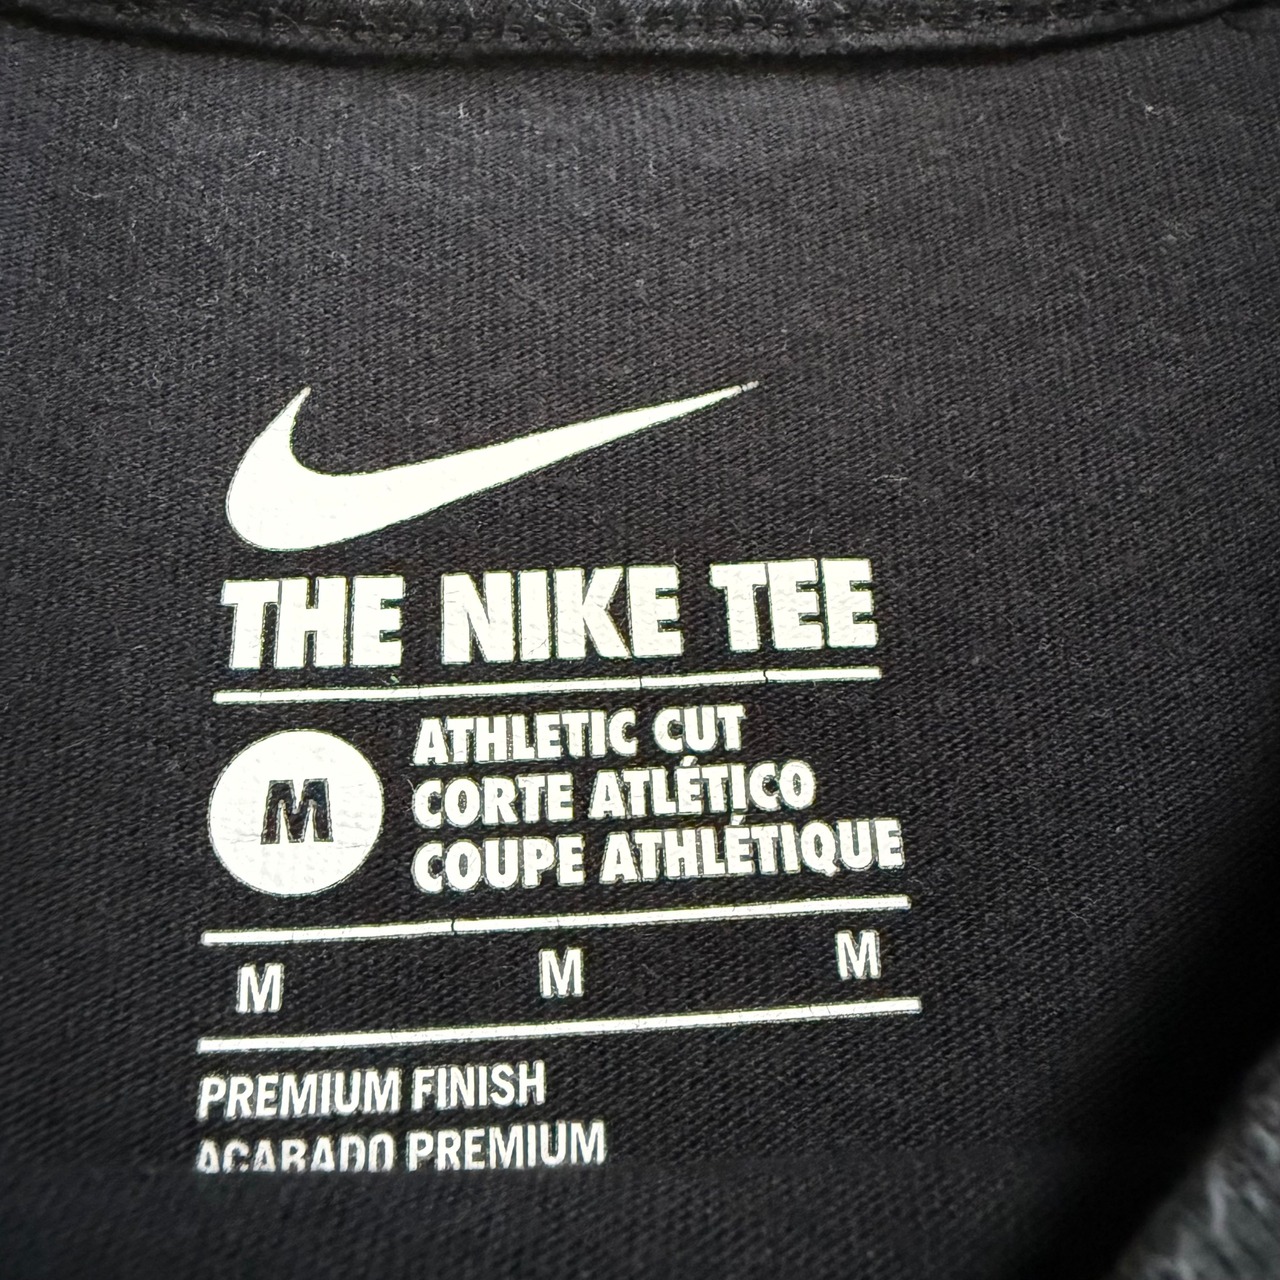 THE NIKE TEE
M
ATHLETIC CUT
CORTE ATLÉTICO
COUPE ATHLÉTIQUE
M M M
PREMIUM FINISH
ACABADO PREMIUM